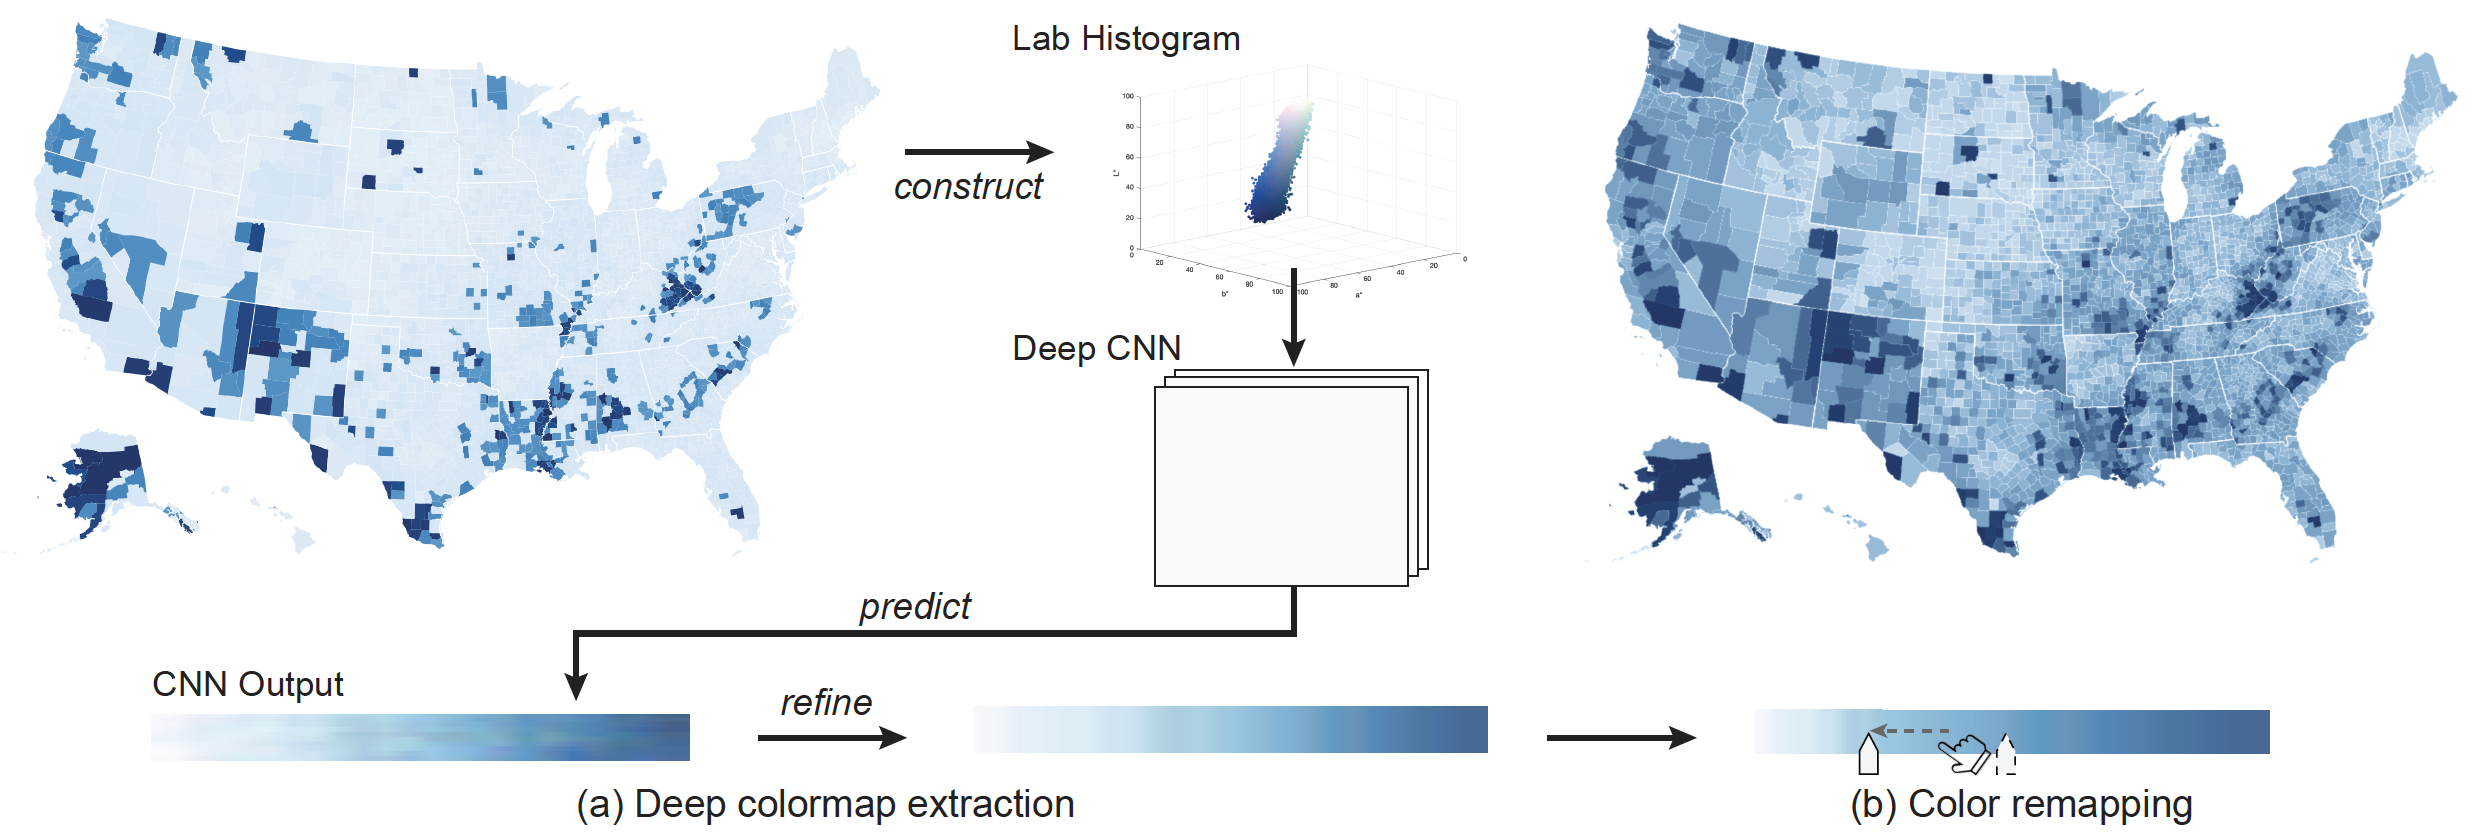 Lab Histogram
construct
100
80
60
40
20
0
L*
0
20
40
60
80
100
b*
100
80
60
40
20
0
a*
Deep CNN
predict
CNN Output
refine
(a) Deep colormap extraction
(b) Color remapping